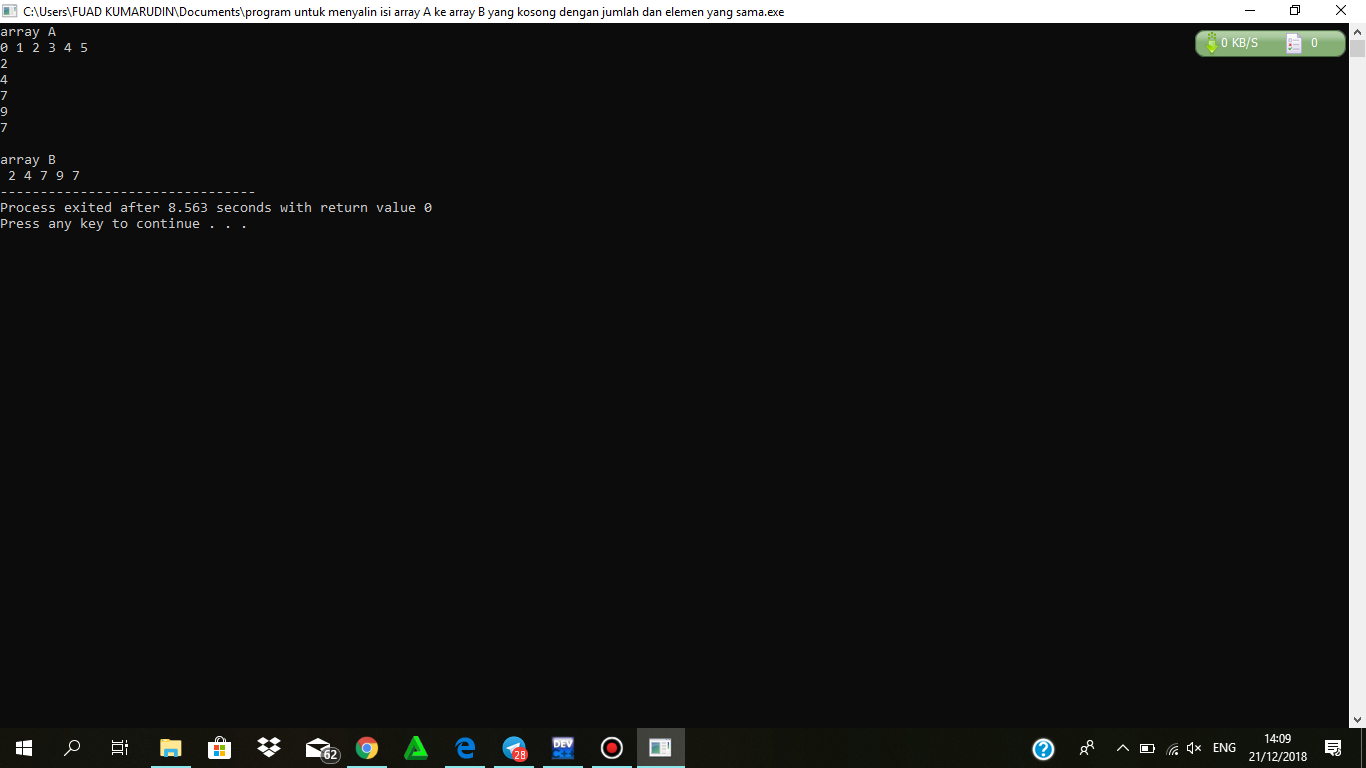 C:\Users\FUAD KUMARUDIN\Documents\program untuk menyalin isi array A ke array B yang kosong dengan jumlah dan elemen yang sama.exe
array A
0 1 2 3 4 5
0 KB/S 0
2
4
7
9
7
array B
2 4 7 9 7
--------------------------------
Process exited after 8.563 seconds with return value 0
Press any key to continue . . .
62
28
DEV
ENG
14:09
21/12/2018